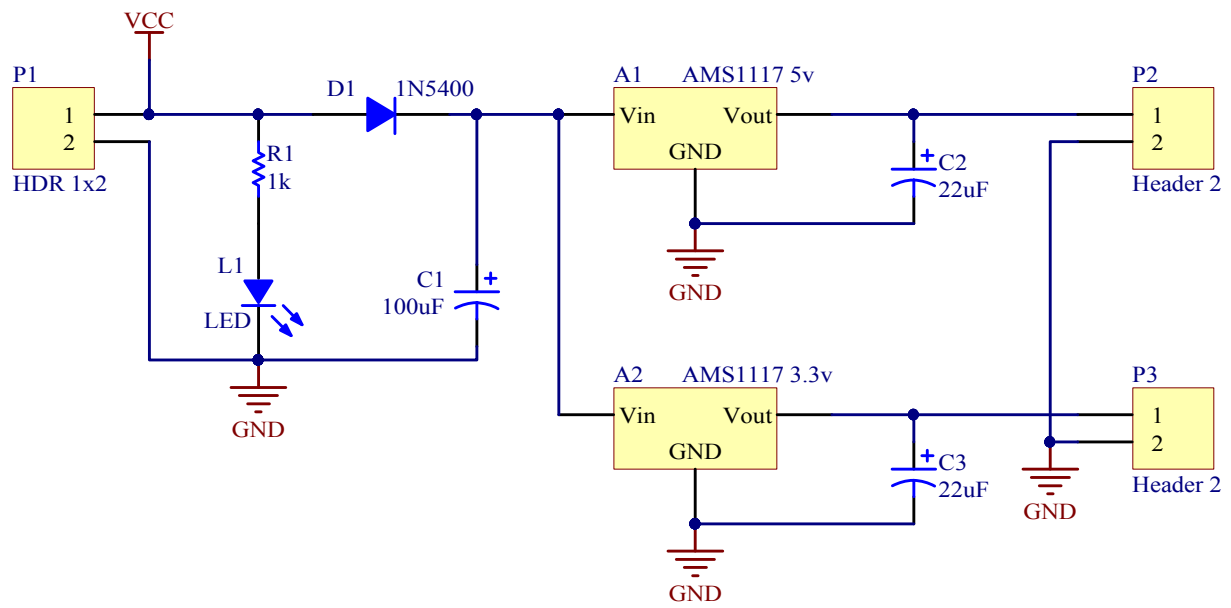 VCC
P1
1
2
HDR 1x2
D1
1N5400
R1
1k
L1
LED
C1
100uF
GND
A1
AMS1117 5v
Vin
Vout
GND
C2
22uF
GND
P2
1
2
Header 2
A2
AMS1117 3.3v
Vin
Vout
GND
C3
22uF
GND
P3
1
2
Header 2
GND